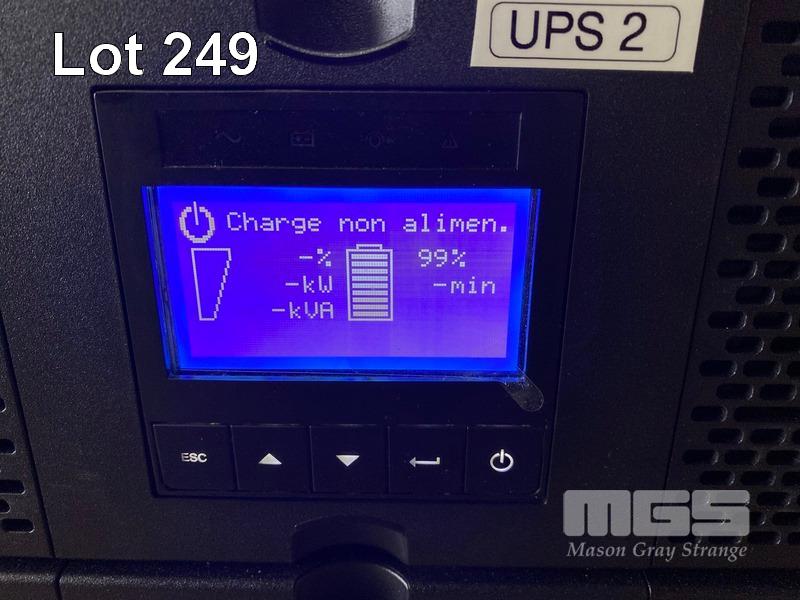 Lot 249
UPS 2
Charge non alimen.
-% 99%
-kW -min
-kVA
ESC
MGS
Mason Gray Strange